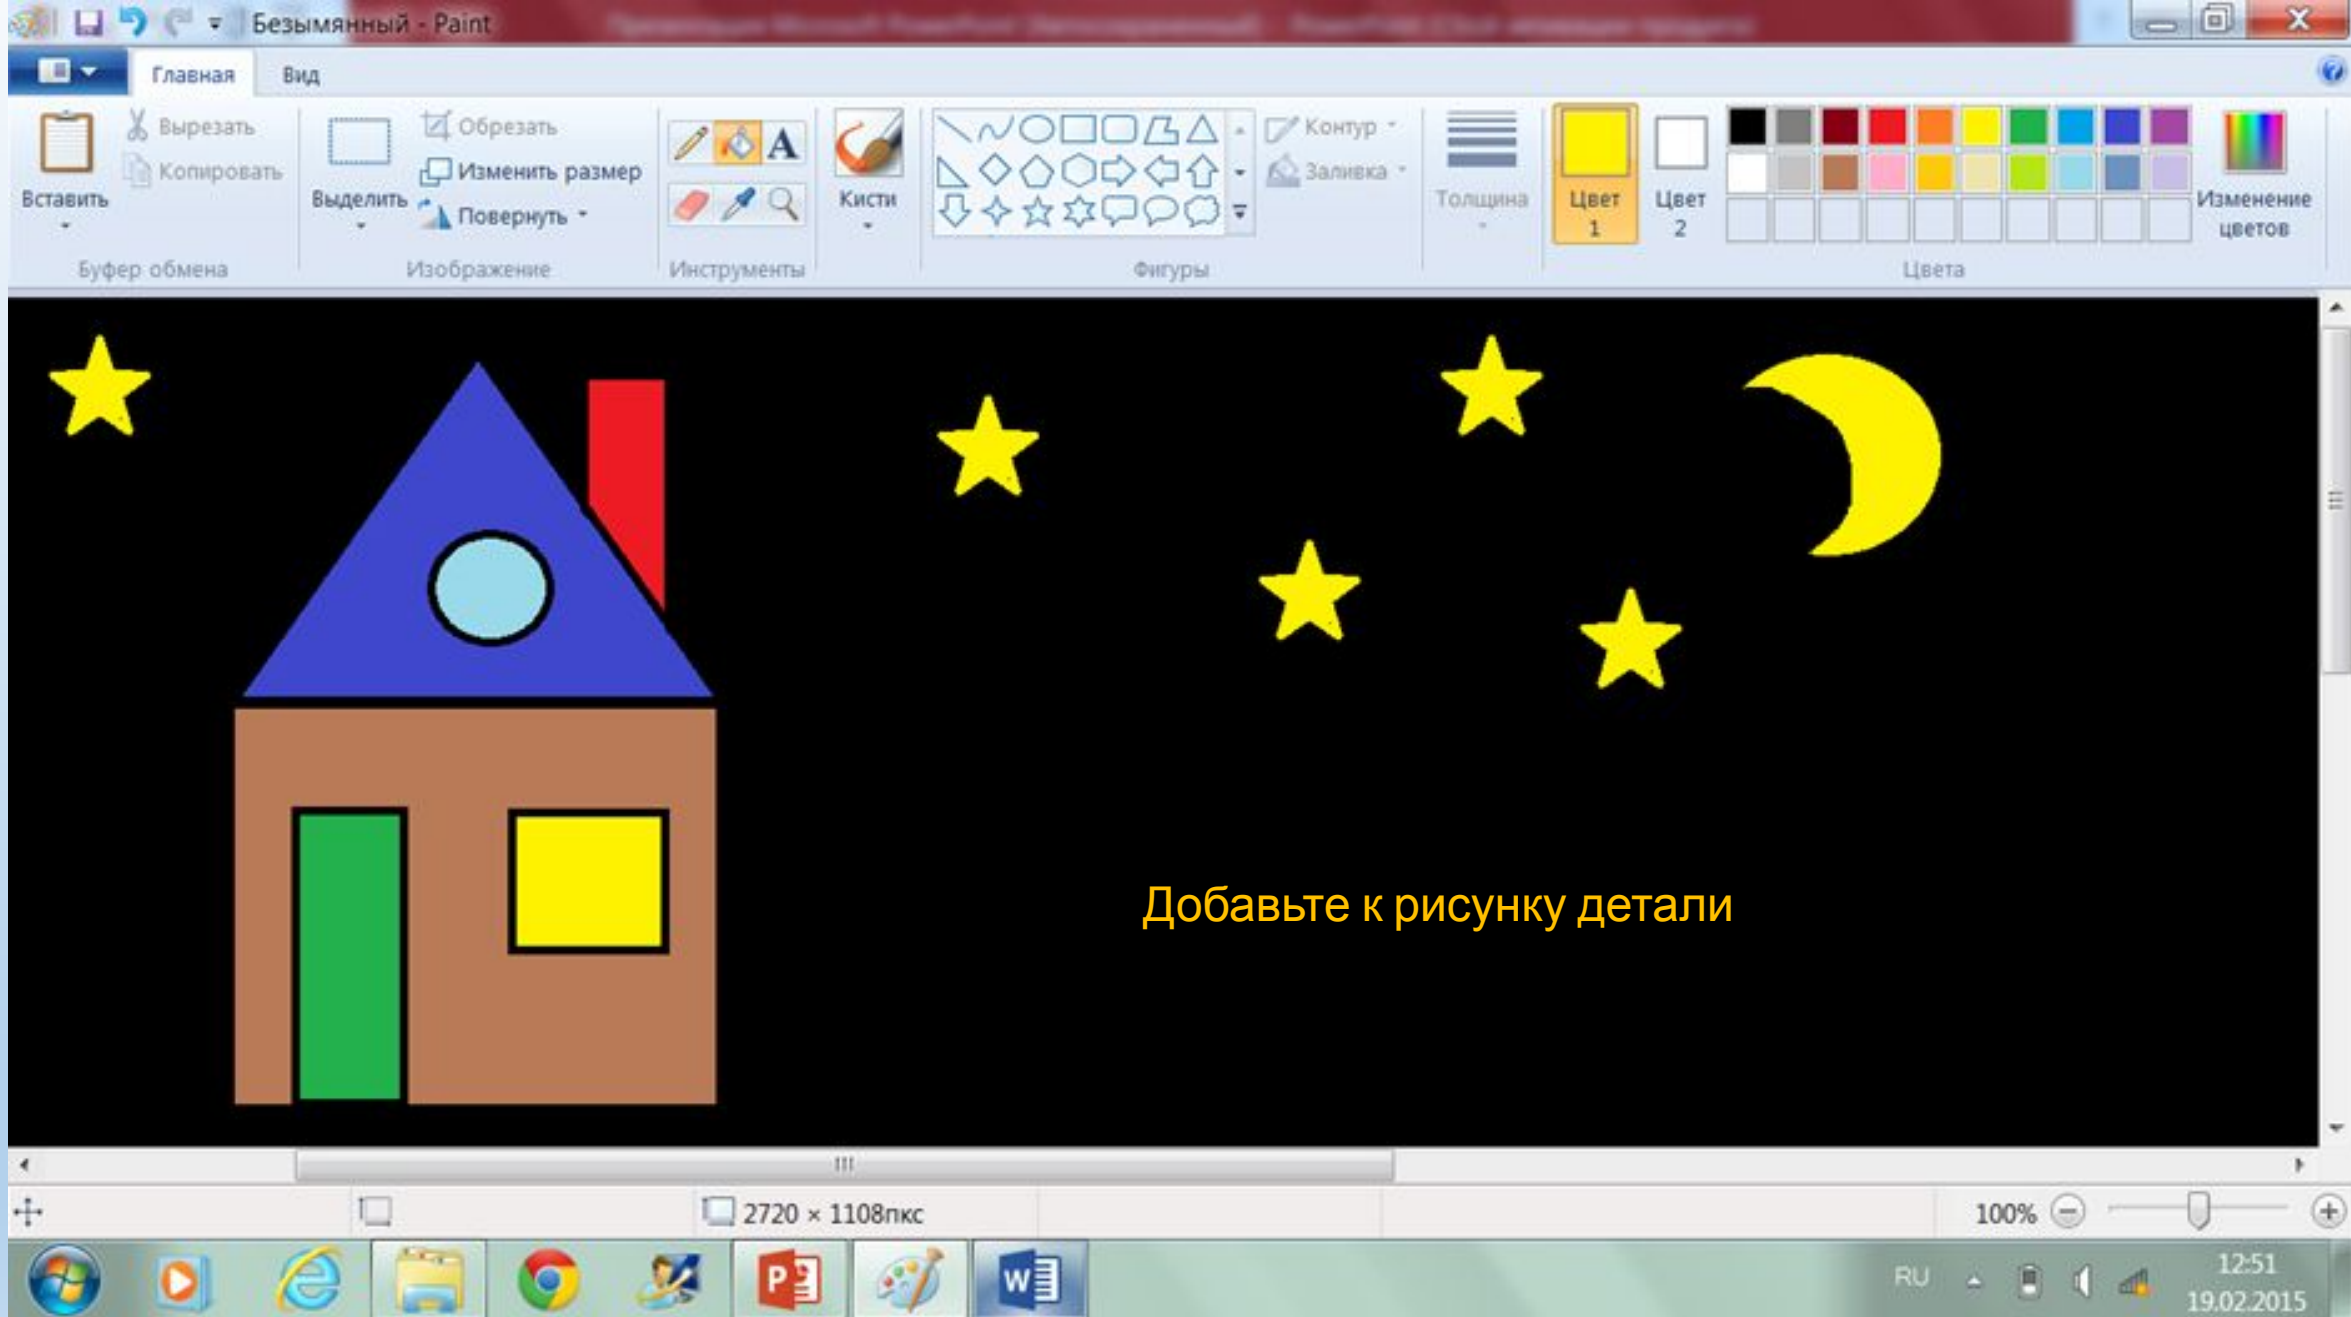 Безымянный - Paint
Главная Вид
Вставить
Вырезать
Копировать
Буфер обмена
Выделить
Обрезать
Изменить размер
Повернуть
Изображение
A
Инструменты
Кисти
Фигуры
Контур
Заливка
Толщина
Цвет
1
Цвет
2
Цвета
Изменение
цветов
Добавьте к рисунку детали
2720 × 1108пкс
100%
RU
12:51
19.02.2015